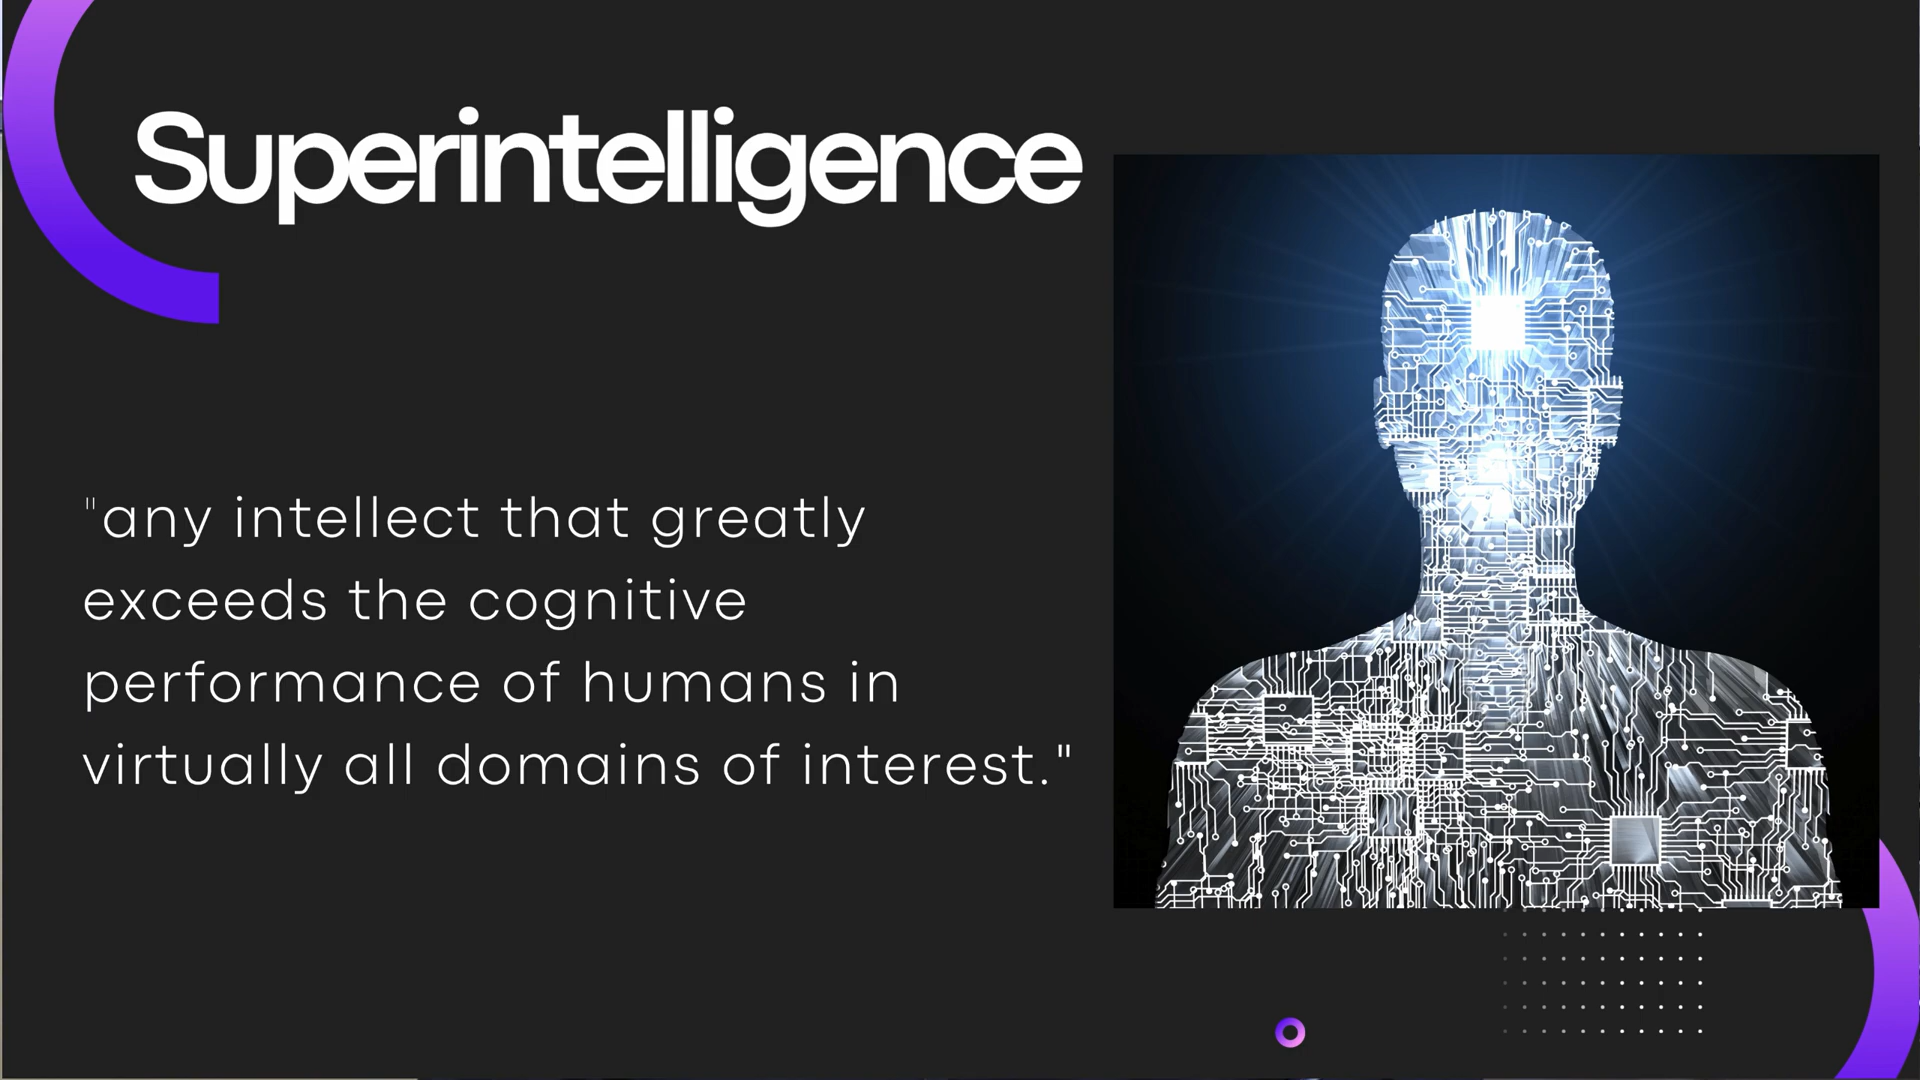 Superintelligence
"any intellect that greatly
exceeds the cognitive
performance of humans in
virtually all domains of interest."